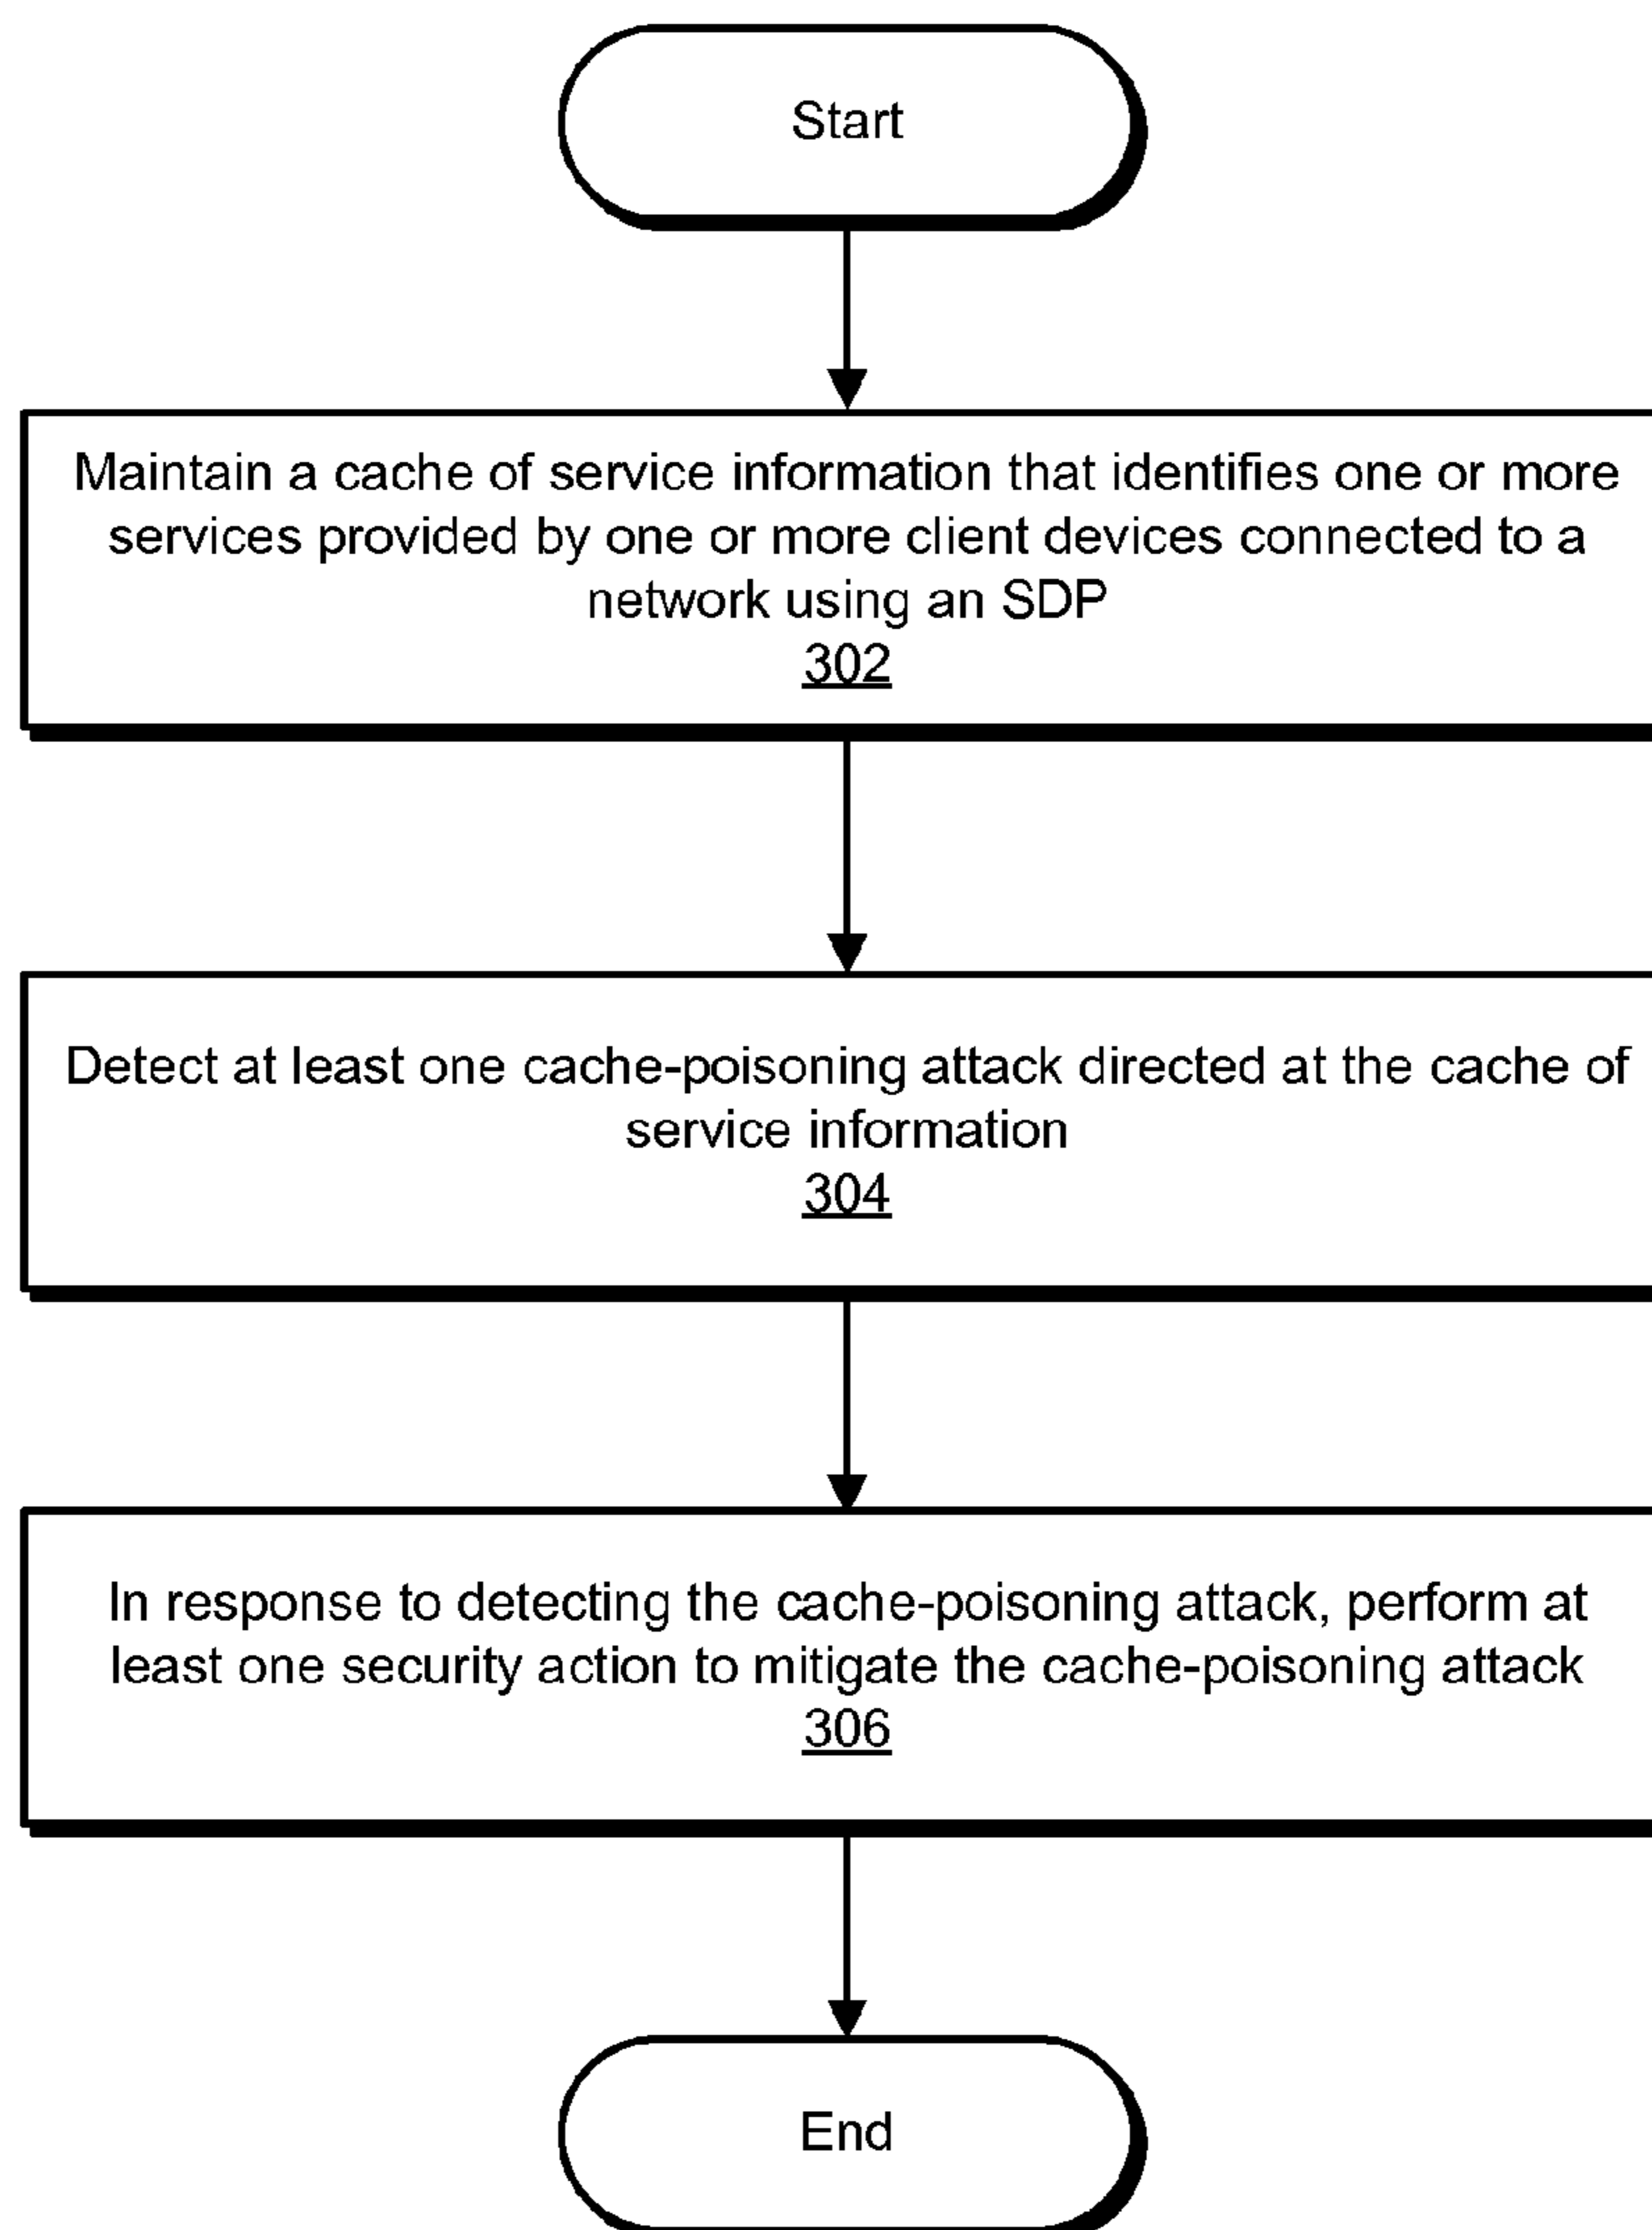 Start
Maintain a cache of service information that identifies one or more
services provided by one or more client devices connected to a
network using an SDP
302
Detect at least one cache-poisoning attack directed at the cache of
service information
304
In response to detecting the cache-poisoning attack, perform at
least one security action to mitigate the cache-poisoning attack
306
End